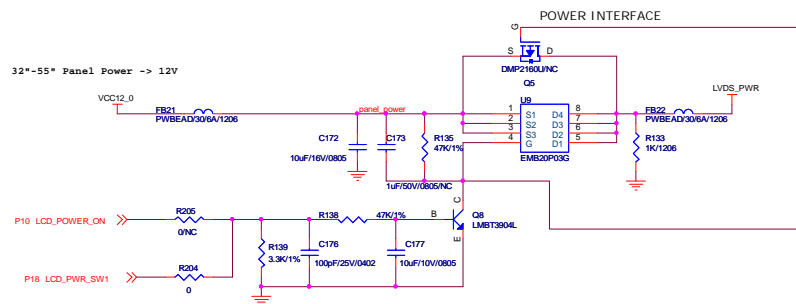 POWER INTERFACE
G
S
D
DMP2160U/NC
Q5
32"-55" Panel Power -> 12V
VCC12_0
FB21
PWBEAD/30/6A/1206
panel_power
C172
10uF/16V/0805
C173
1uF/50V/0805/NC
R135
47K/1%
U9
1 S1 D4 8
2 S2 D3 7
3 S3 D2 6
4 G D1 5
EMB20P03G
FB22
PWBEAD/30/6A/1206
LVDS_PWR
R133
1K/1206
P10 LCD_POWER_ON
R205
0/NC
R138
47K/1%
B
C
E
Q8
LMBT3904L
R139
3.3K/1%
C176
100pF/25V/0402
C177
10uF/10V/0805
P18 LCD_PWR_SW1
R204
0